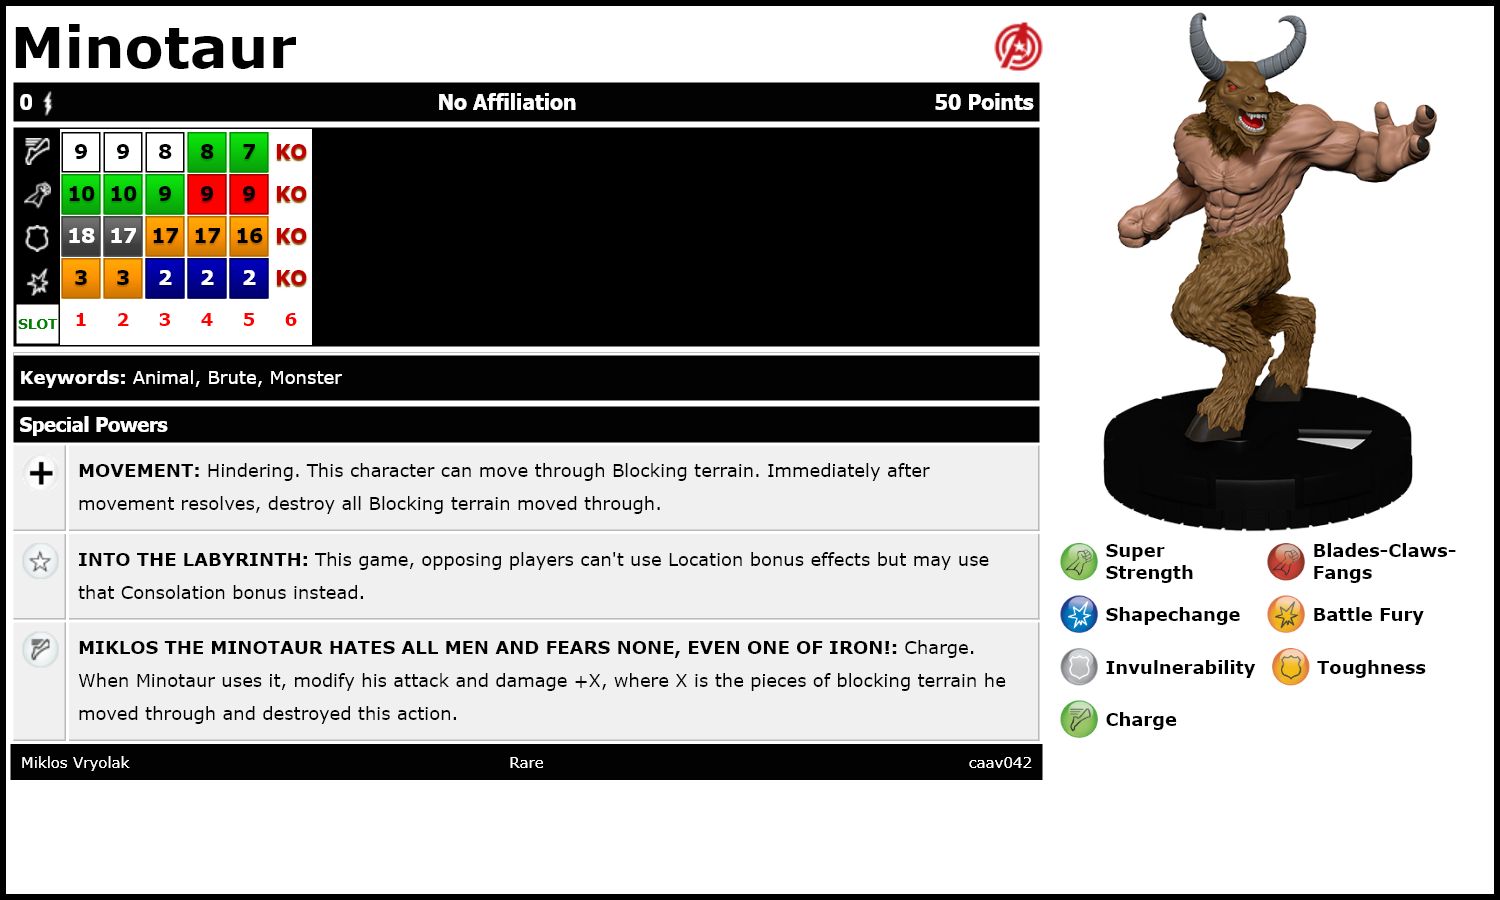 Minotaur
0 No Affiliation 50 Points
9 9 8 8 7 KO
10 10 9 9 9 KO
18 17 17 17 16 KO
3 3 2 2 2 KO
SLOT 1 2 3 4 5 6
Keywords: Animal, Brute, Monster
Special Powers
MOVEMENT: Hindering. This character can move through Blocking terrain. Immediately after
movement resolves, destroy all Blocking terrain moved through.
INTO THE LABYRINTH: This game, opposing players can't use Location bonus effects but may use
that Consolation bonus instead.
MIKLOS THE MINOTAUR HATES ALL MEN AND FEARS NONE, EVEN ONE OF IRON!: Charge.
When Minotaur uses it, modify his attack and damage +X, where X is the pieces of blocking terrain he
moved through and destroyed this action.
Miklos Vryolak Rare caav042
Super
Strength
Blades-Claws-
Fangs
Shapechange Battle Fury
Invulnerability Toughness
Charge